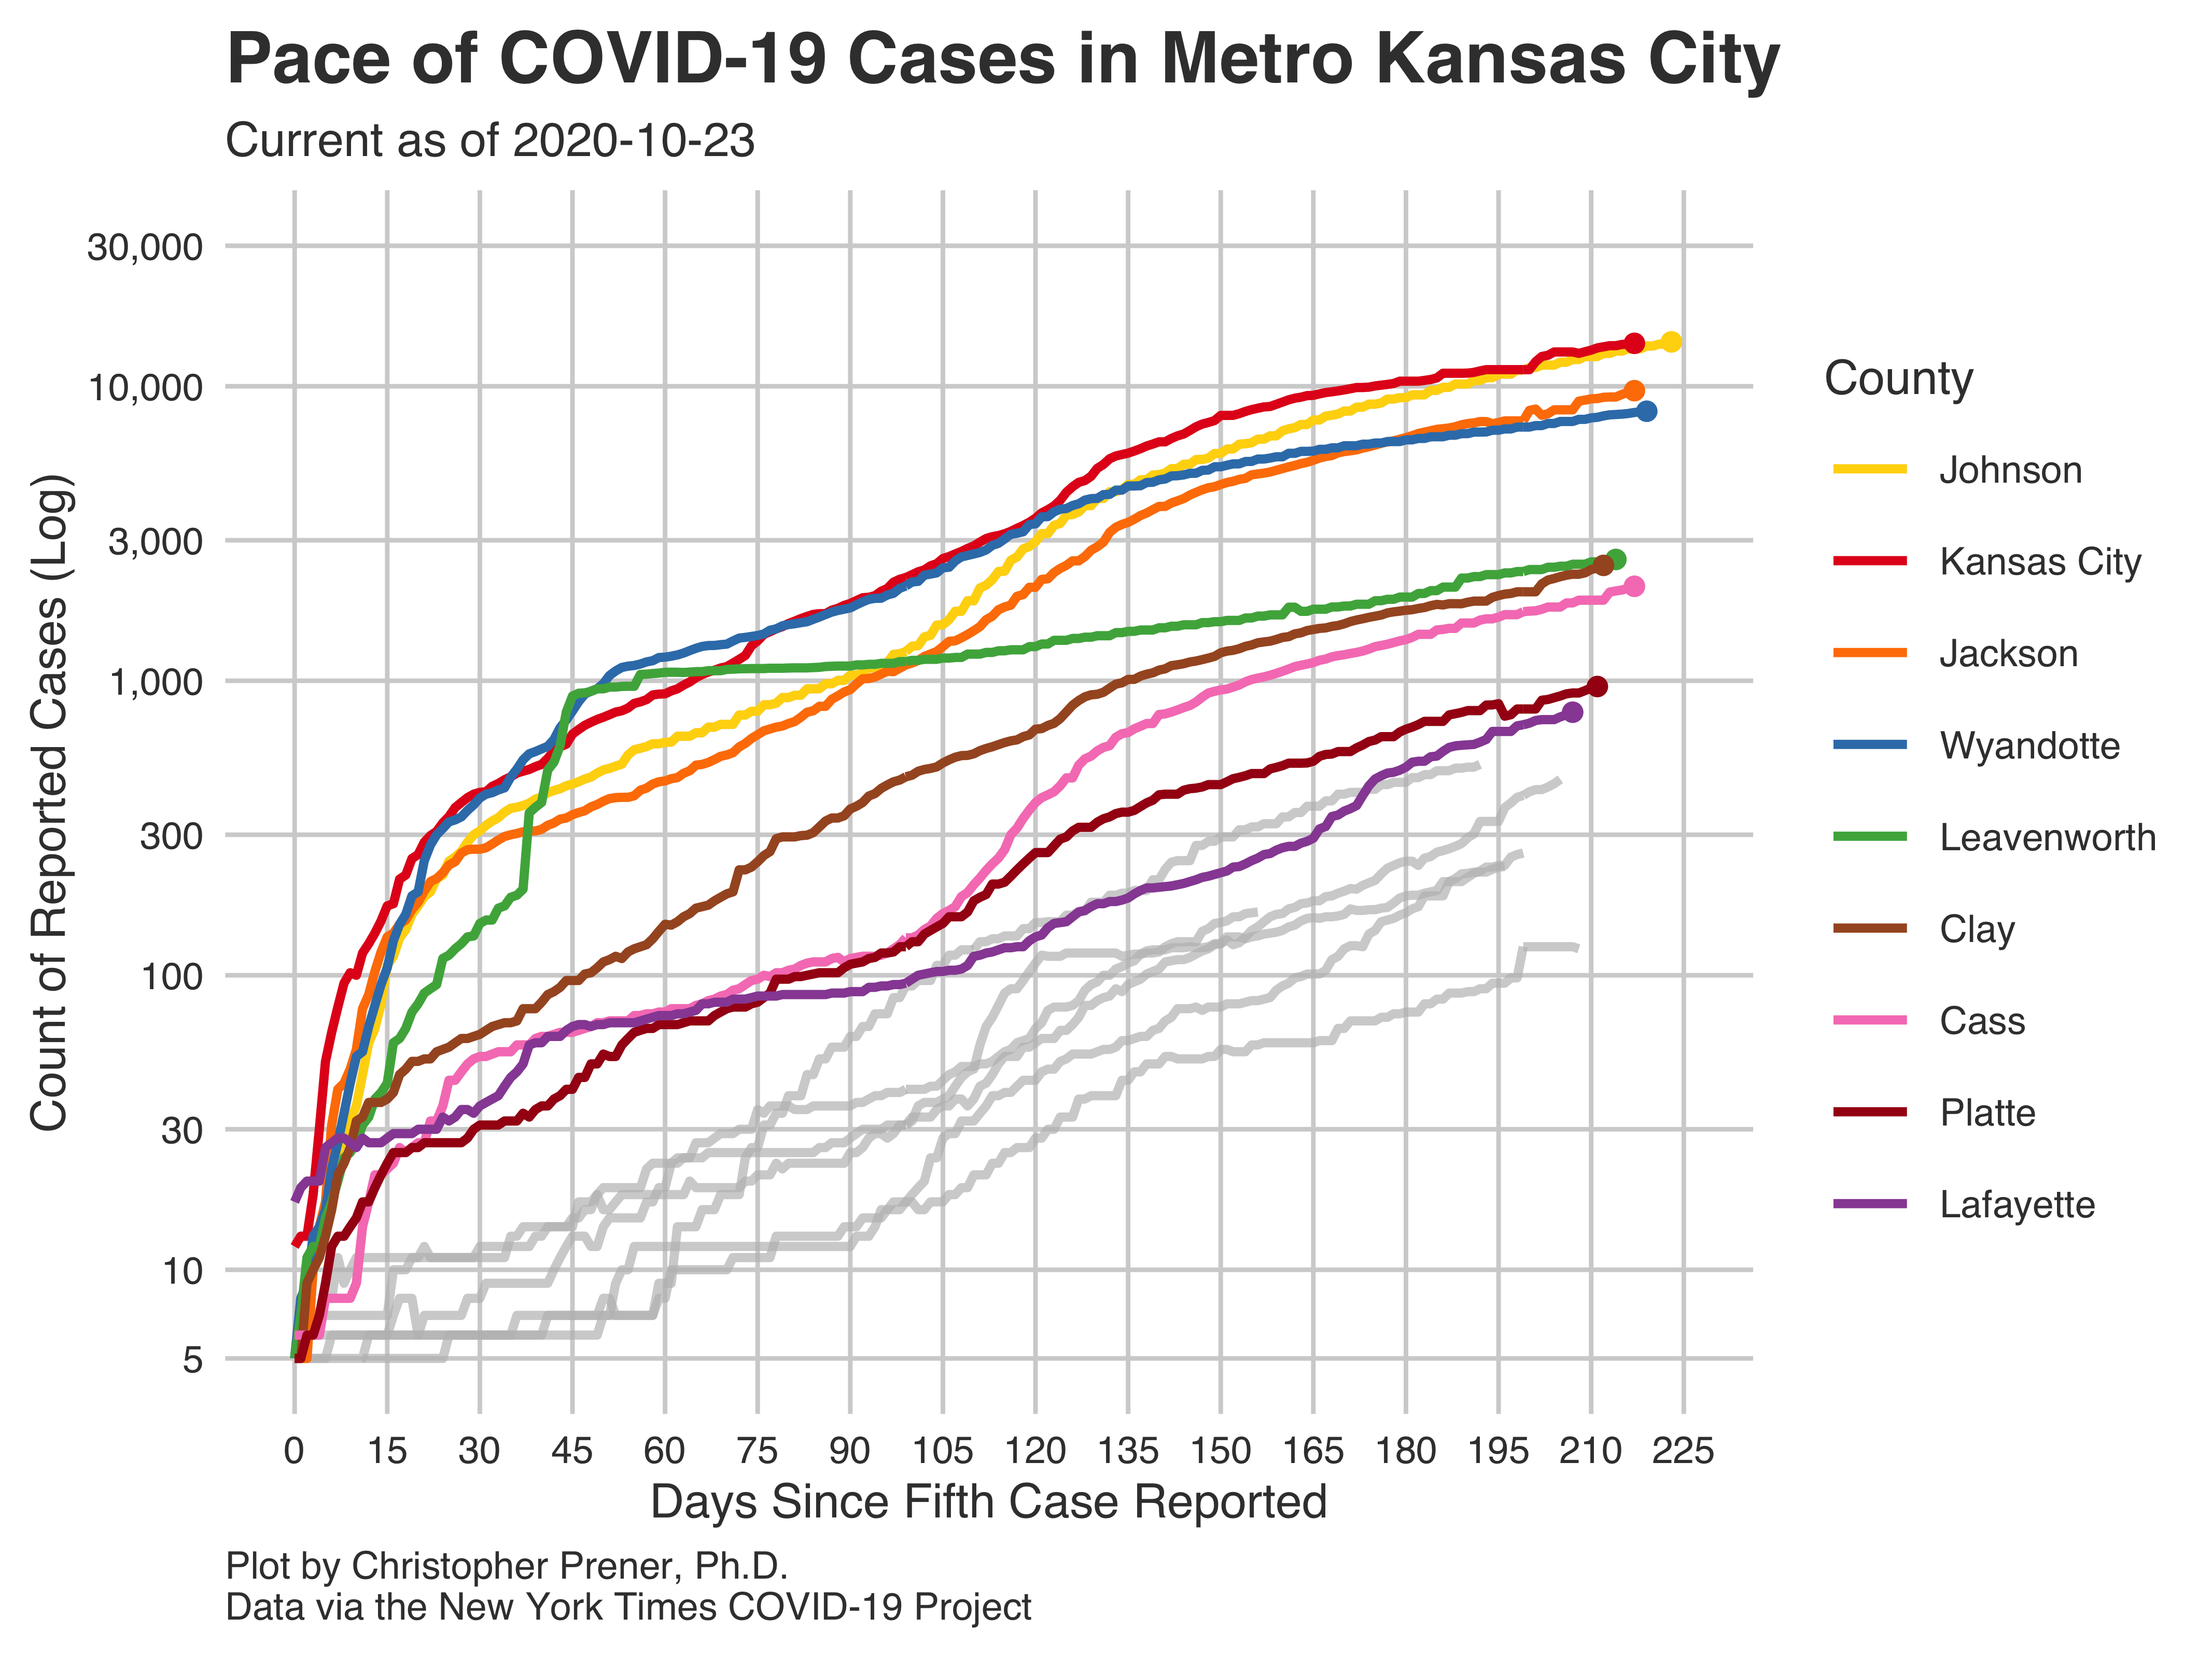 Pace of COVID-19 Cases in Metro Kansas City
Current as of 2020-10-23
Count of Reported Cases (Log)
30,000
10,000
3,000
1,000
300
100
30
10
5
0 15 30 45 60 75 90 105 120 135 150 165 180 195 210 225
Days Since Fifth Case Reported
County
Johnson
Kansas City
Jackson
Wyandotte
Leavenworth
Clay
Cass
Platte
Lafayette
Plot by Christopher Prener, Ph.D.
Data via the New York Times COVID-19 Project